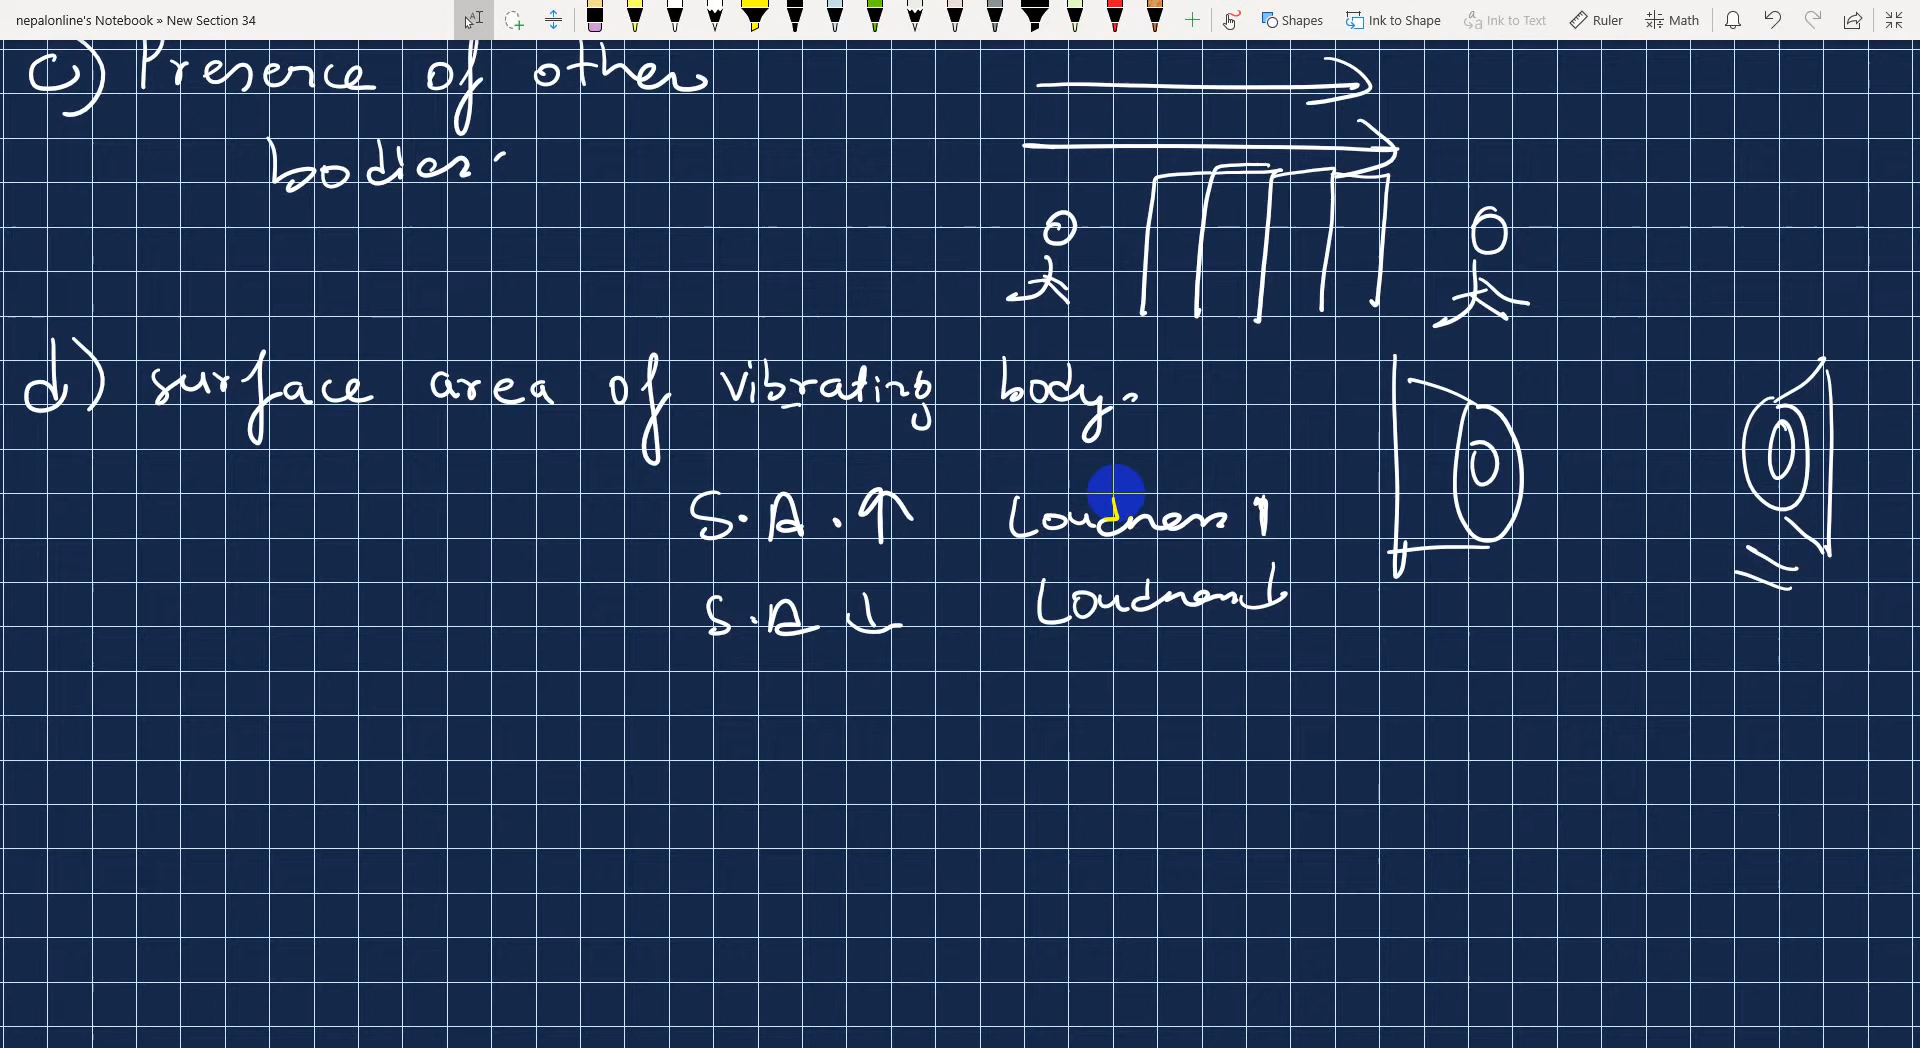 nepalonline's Notebook » New Section 34
Shapes Ink to Shape Ink to Text Ruler Math
c) Presence of other
bodies.
d) surface area of vibrating body.
S.A.↑ Loudness ↑
S.A ↓ Loudness↓